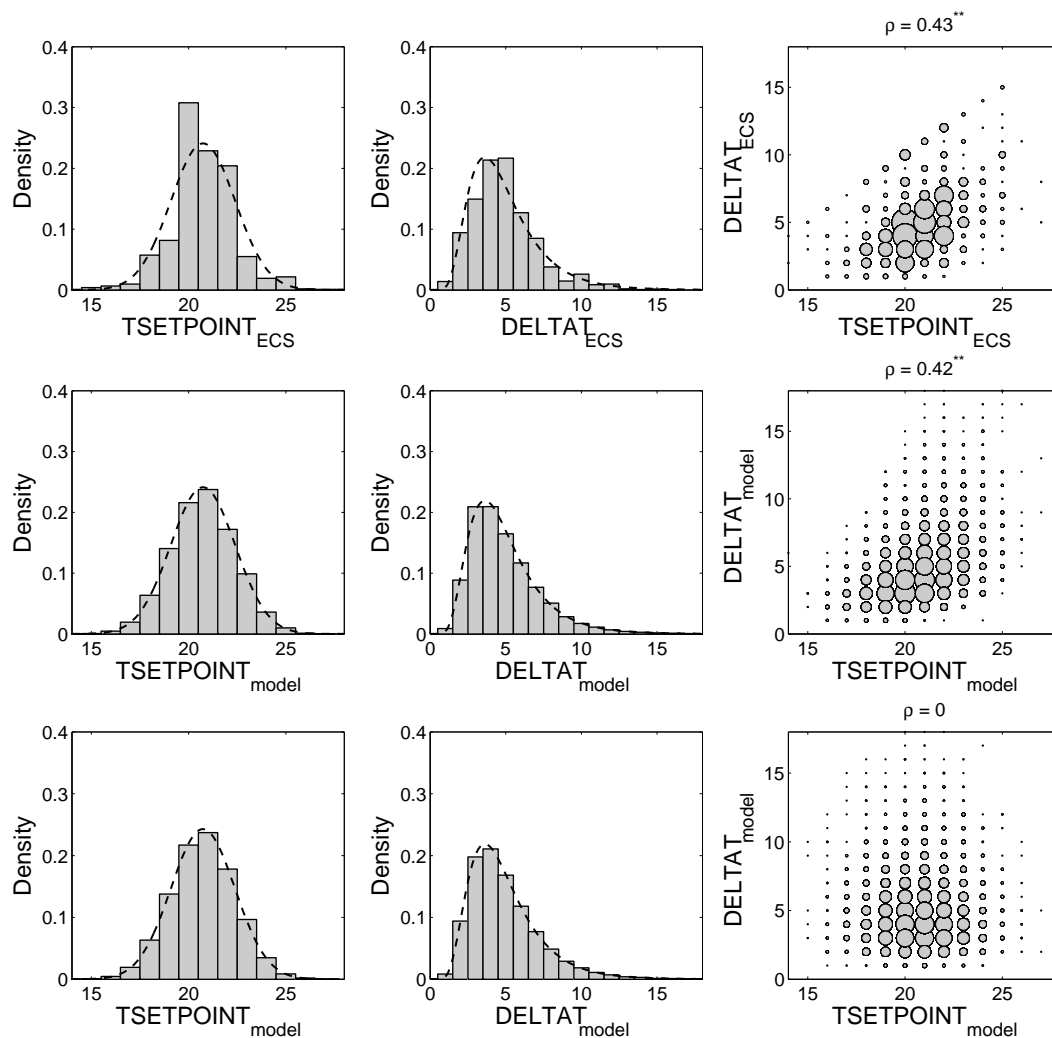 ρ = 0.43**
0.4
0.3
0.2
0.1
0
Density
15 20 25
TSETPOINT_ECS
0.4
0.3
0.2
0.1
0
Density
0 5 10 15
DELTAT_ECS
15
10
5
0
DELTAT_ECS
15 20 25
TSETPOINT_ECS
ρ = 0.42**
0.4
0.3
0.2
0.1
0
Density
15 20 25
TSETPOINT_model
0.4
0.3
0.2
0.1
0
Density
0 5 10 15
DELTAT_model
15
10
5
0
DELTAT_model
15 20 25
TSETPOINT_model
ρ = 0
0.4
0.3
0.2
0.1
0
Density
15 20 25
TSETPOINT_model
0.4
0.3
0.2
0.1
0
Density
0 5 10 15
DELTAT_model
15
10
5
0
DELTAT_model
15 20 25
TSETPOINT_model